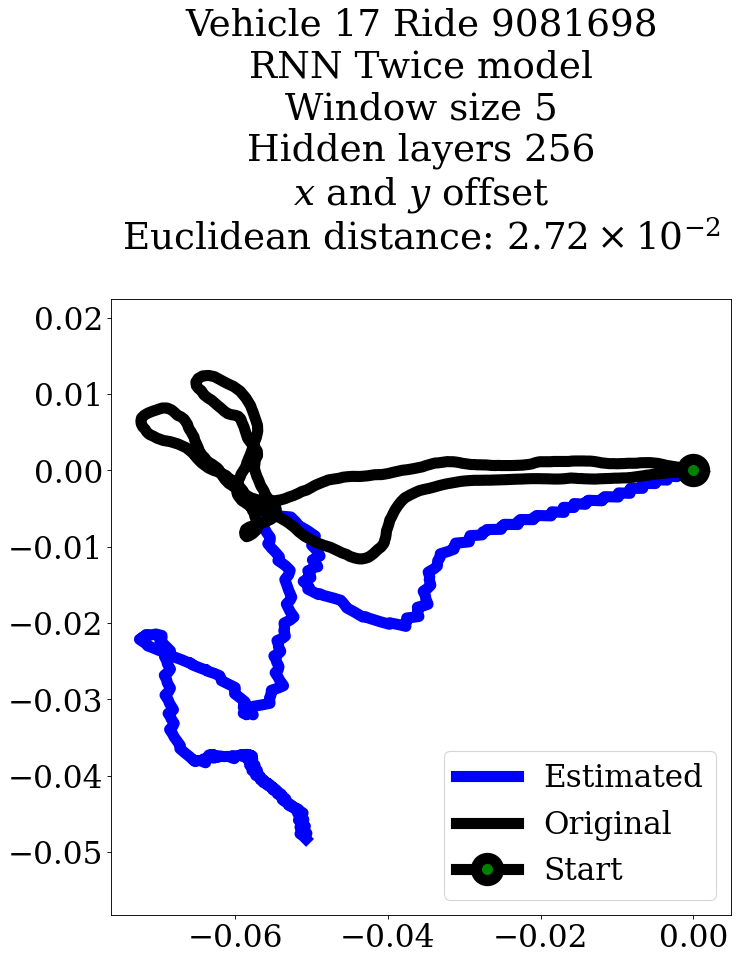 Vehicle 17 Ride 9081698
RNN Twice model
Window size 5
Hidden layers 256
x and y offset
Euclidean distance: 2.72 × 10⁻²
0.02
0.01
0.00
−0.01
−0.02
−0.03
−0.04
−0.05
Estimated
Original
Start
−0.06 −0.04 −0.02 0.00